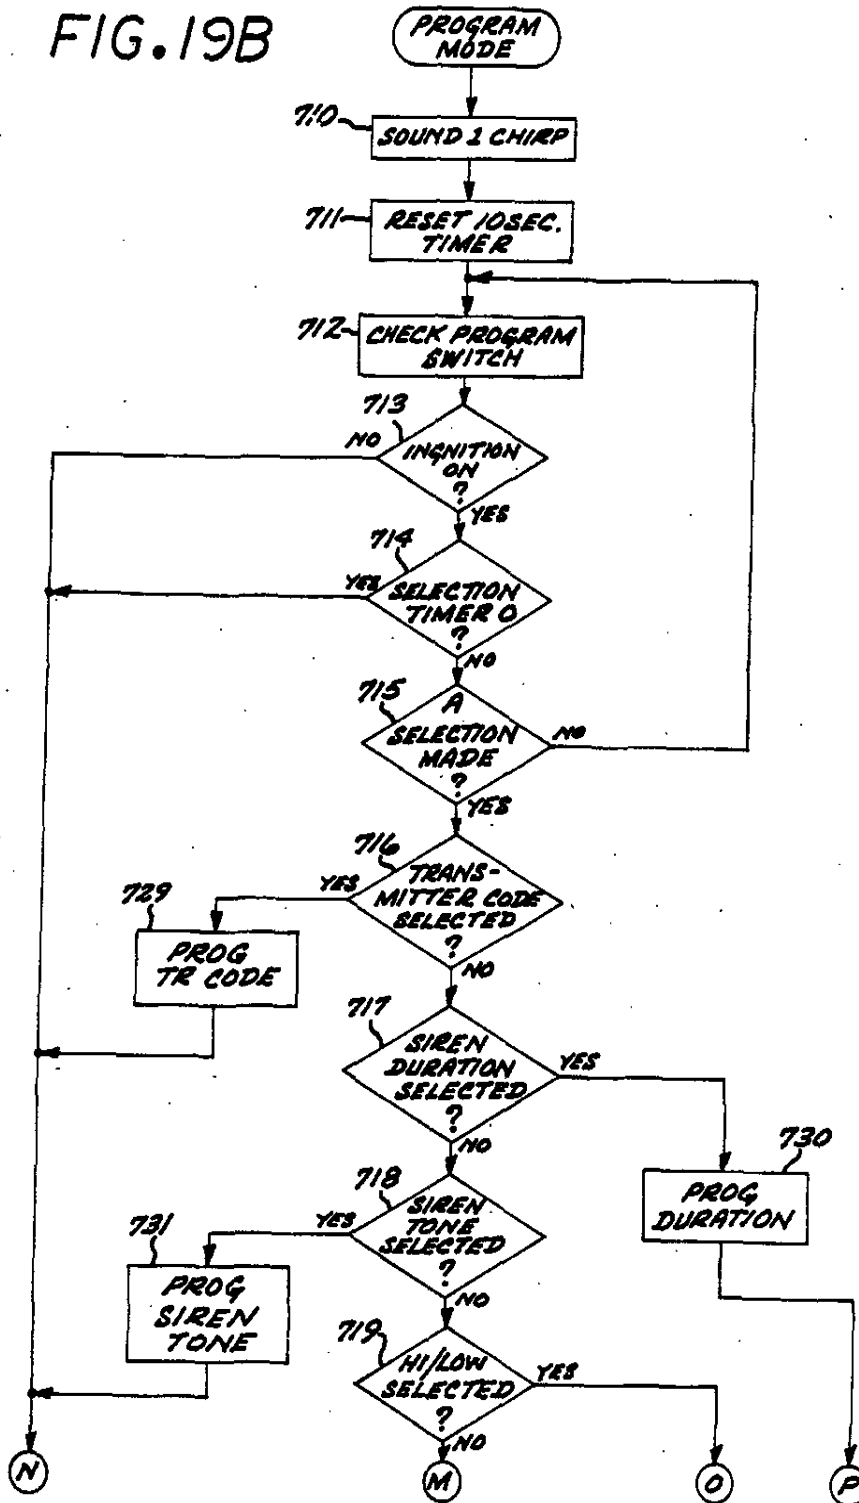 FIG.19B
PROGRAM
MODE
710
SOUND 1 CHIRP
711
RESET 10SEC.
TIMER
712
CHECK PROGRAM
SWITCH
713
NO
INGNITION
ON
?
YES
714
YES
SELECTION
TIMER 0
?
NO
715
A
SELECTION
MADE
?
NO
YES
716
YES
TRANS-
MITTER CODE
SELECTED
?
NO
729
PROG
TR CODE
717
SIREN
DURATION
SELECTED
?
YES
NO
730
PROG
DURATION
718
YES
SIREN
TONE
SELECTED
?
NO
731
PROG
SIREN
TONE
719
HI/LOW
SELECTED
?
YES
NO
N
M
O
P